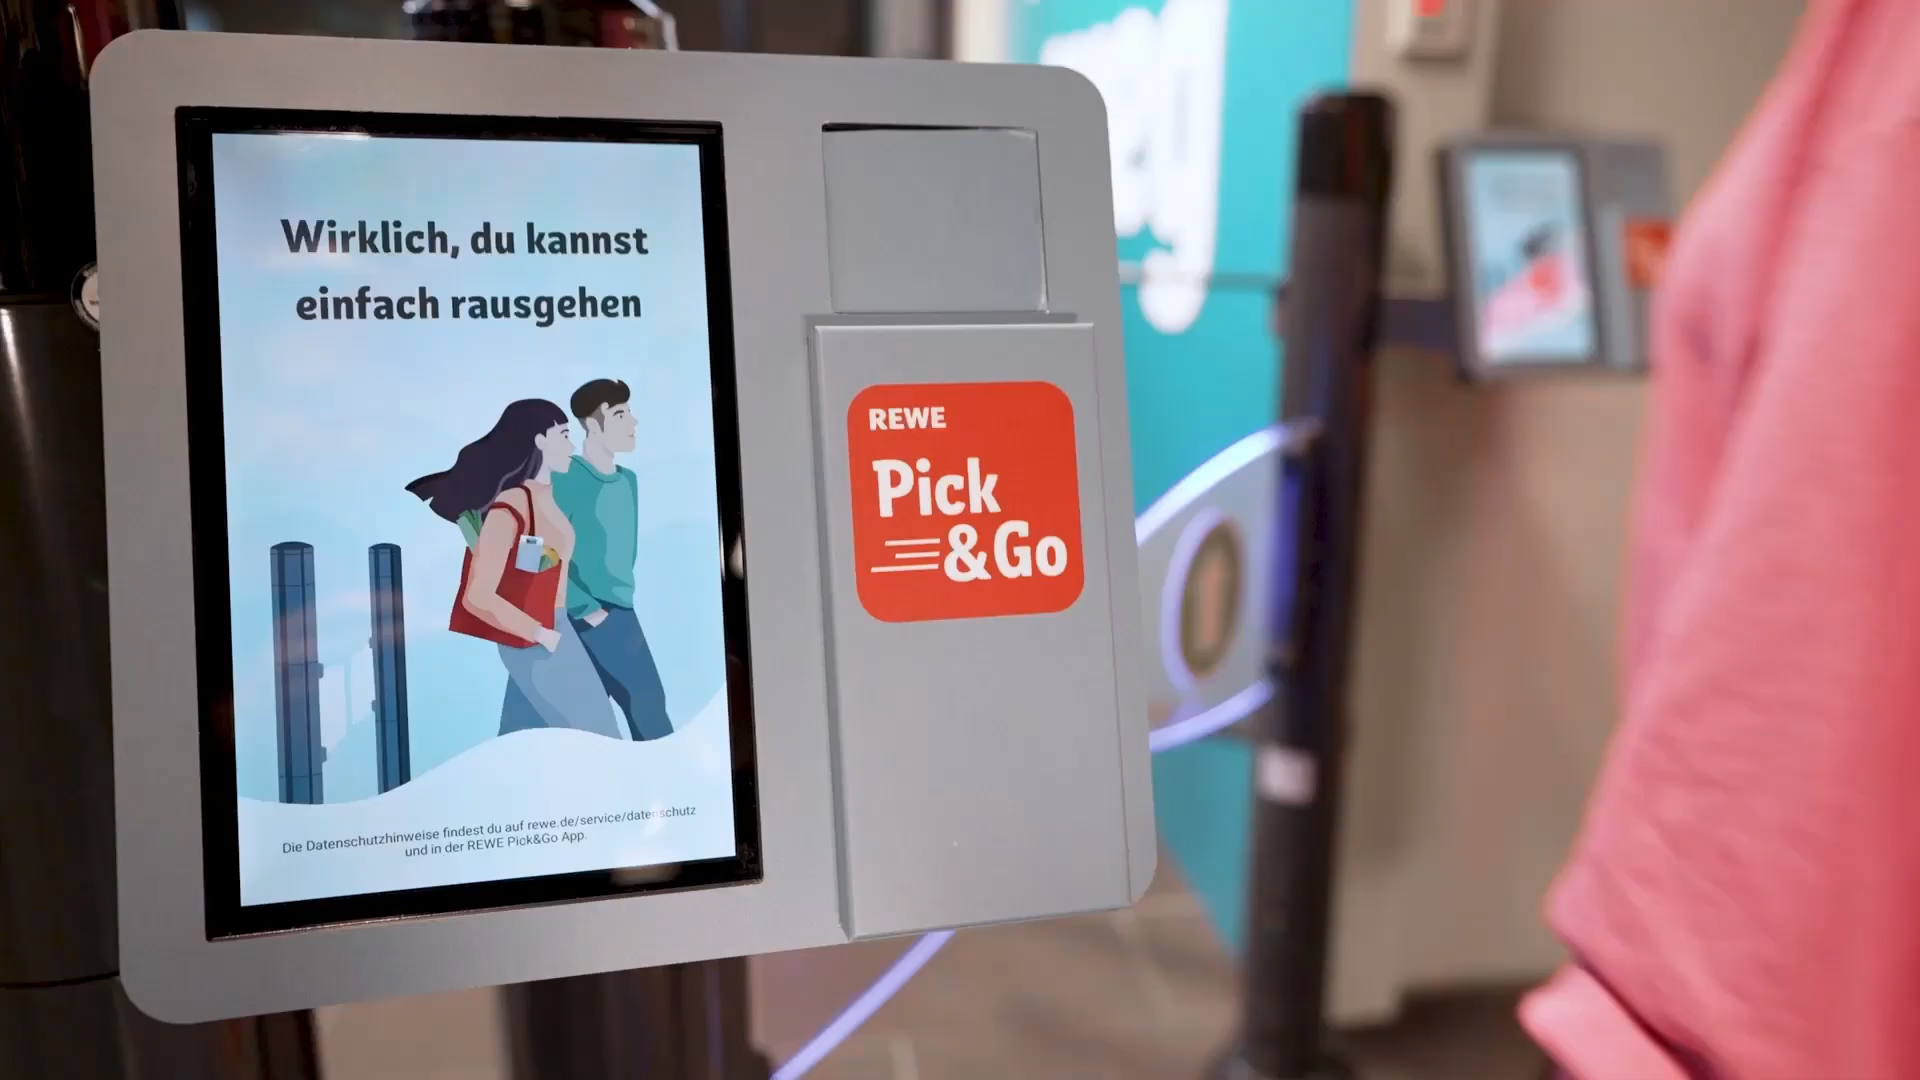 Wirklich, du kannst
einfach rausgehen
Die Datenschutzhinweise findest du auf rewe.de/service/datenschutz
und in der REWE Pick&Go App.
REWE
Pick
&Go